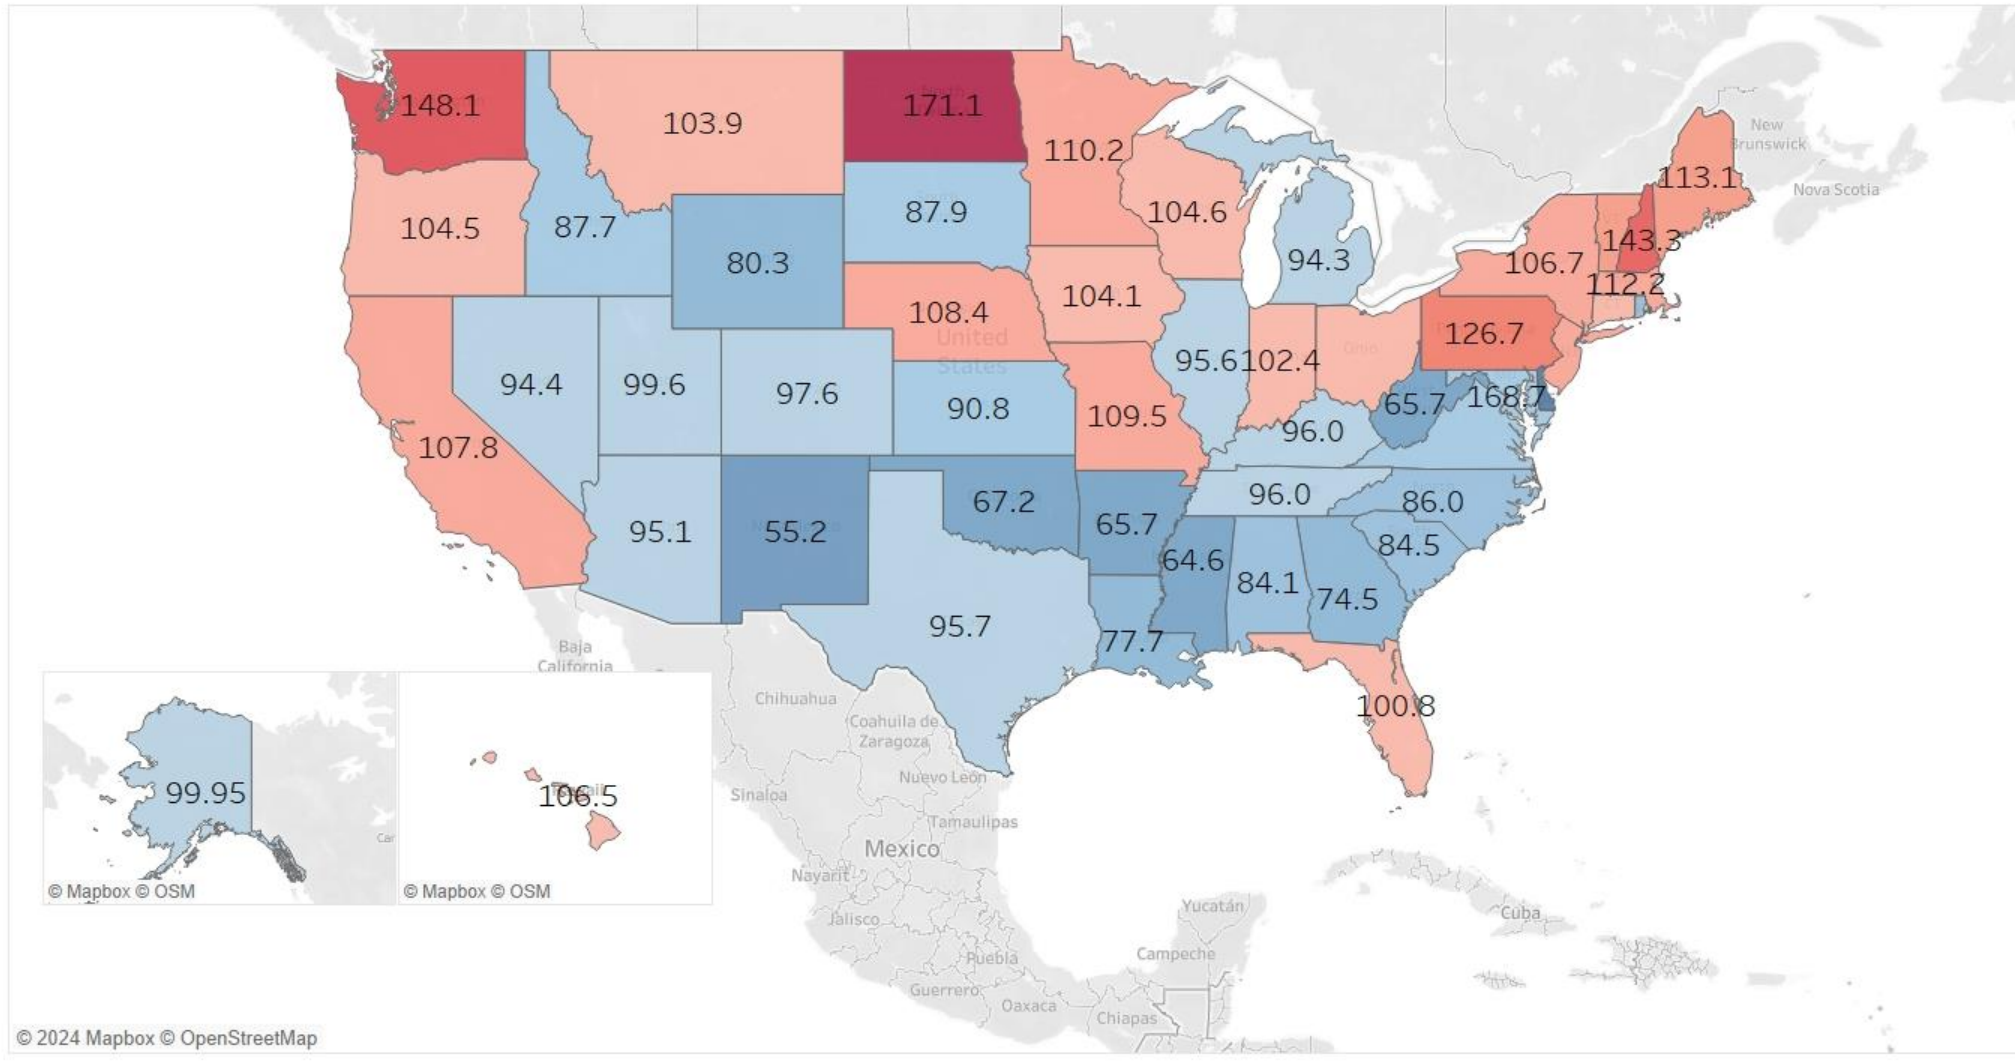 New
Brunswick
Nova Scotia
148.1
103.9
171.1
110.2
113.1
104.5
87.7
80.3
87.9
104.6
94.3
143.3
106.7
112.2
108.4
104.1
United
States
126.7
94.4
99.6
97.6
90.8
109.5
95.6
102.4
Ohio
65.7
168.7
107.8
96.0
95.1
55.2
67.2
65.7
96.0
86.0
84.5
64.6
84.1
74.5
95.7
77.7
100.8
Baja
California
Chihuahua
Coahuila de
Zaragoza
Nuevo León
Sinaloa
Tamaulipas
Mexico
Nayarit
Jalisco
Yucatán
Cuba
Campeche
Puebla
Guerrero
Oaxaca
Chiapas
99.95
Car
© Mapbox © OSM
106.5
© Mapbox © OSM
© 2024 Mapbox © OpenStreetMap